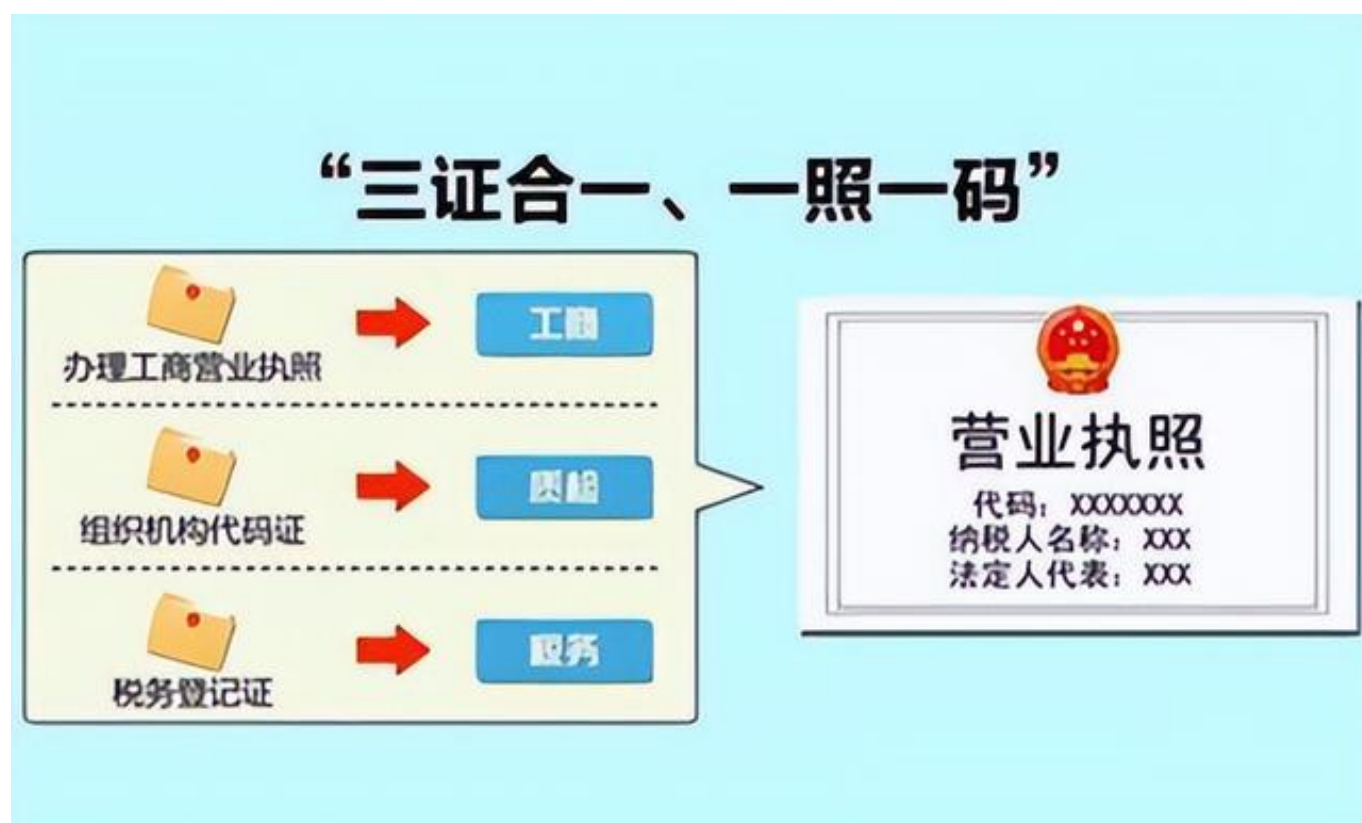 “三证合一、一照一码”
办理工商营业执照
工商
组织机构代码证
质检
税务登记证
税务
营业执照
代码：XXXXXXX
纳税人名称：XXX
法定人代表：XXX